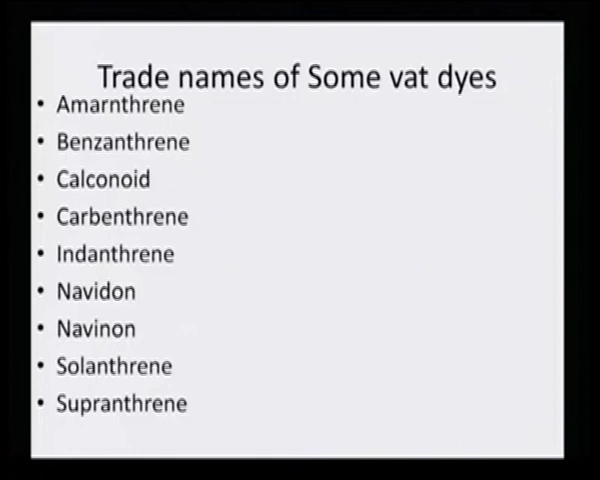 Trade names of Some vat dyes
• Amarnthrene
• Benzanthrene
• Calconoid
• Carbenthrene
• Indanthrene
• Navidon
• Navinon
• Solanthrene
• Supranthrene